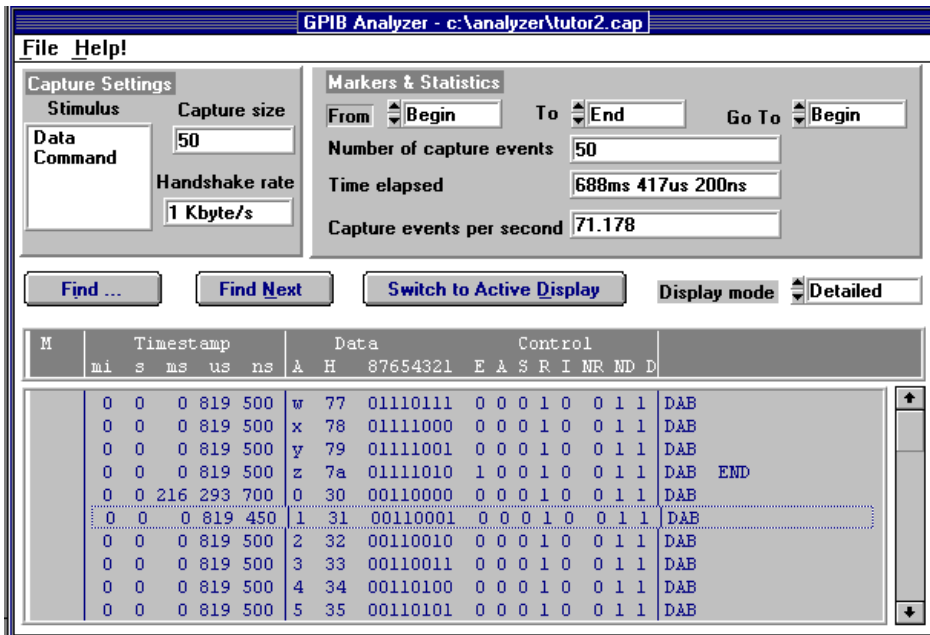 GPIB Analyzer - c:\analyzer\tutor2.cap
File Help!
Capture Settings
Stimulus
Data
Command
Capture size
50
Handshake rate
1 Kbyte/s
Markers & Statistics
From Begin To End Go To Begin
Number of capture events 50
Time elapsed 688ms 417us 200ns
Capture events per second 71.178
Find ... Find Next Switch to Active Display Display mode Detailed
M Timestamp Data Control
mi s ms us ns A H 87654321 E A S R I NR ND D
0 0 0 819 500 w 77 01110111 0 0 0 1 0 0 1 1 DAB
0 0 0 819 500 x 78 01111000 0 0 0 1 0 0 1 1 DAB
0 0 0 819 500 y 79 01111001 0 0 0 1 0 0 1 1 DAB
0 0 0 819 500 z 7a 01111010 1 0 0 1 0 0 1 1 DAB END
0 0 216 293 700 0 30 00110000 0 0 0 1 0 0 1 1 DAB
0 0 0 819 450 1 31 00110001 0 0 0 1 0 0 1 1 DAB
0 0 0 819 500 2 32 00110010 0 0 0 1 0 0 1 1 DAB
0 0 0 819 500 3 33 00110011 0 0 0 1 0 0 1 1 DAB
0 0 0 819 500 4 34 00110100 0 0 0 1 0 0 1 1 DAB
0 0 0 819 500 5 35 00110101 0 0 0 1 0 0 1 1 DAB